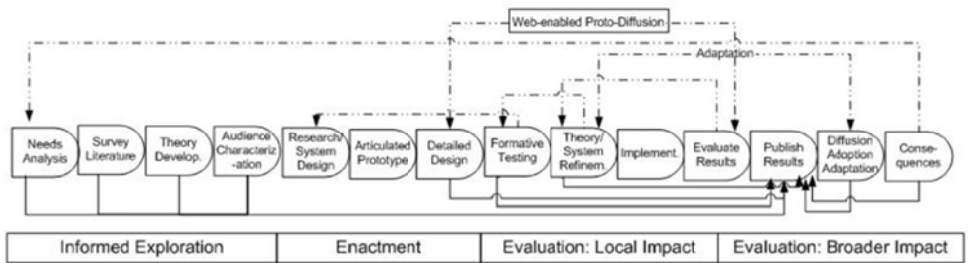 Web-enabled Proto-Diffusion
Adaptation
Needs
Analysis
Survey
Literature
Theory
Develop.
Audience
Characteriz
-ation
Research/
System
Design
Articulated
Prototype
Detailed
Design
Formative
Testing
Theory/
System
Refinem.
Implement.
Evaluate
Results
Publish
Results
Diffusion
Adoption
Adaptation
Conse-
quences
Informed Exploration
Enactment
Evaluation: Local Impact
Evaluation: Broader Impact